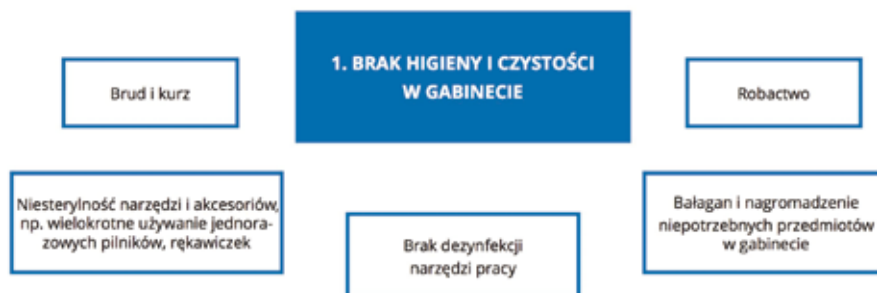 1. BRAK HIGIENY I CZYSTOŚCI
W GABINECIE
Brud i kurz
Robactwo
Niesterylność narzędzi i akcesoriów,
np. wielokrotne używanie jednora-
zowych pilników, rękawiczek
Brak dezynfekcji
narzędzi pracy
Bałagan i nagromadzenie
niepotrzebnych przedmiotów
w gabinecie